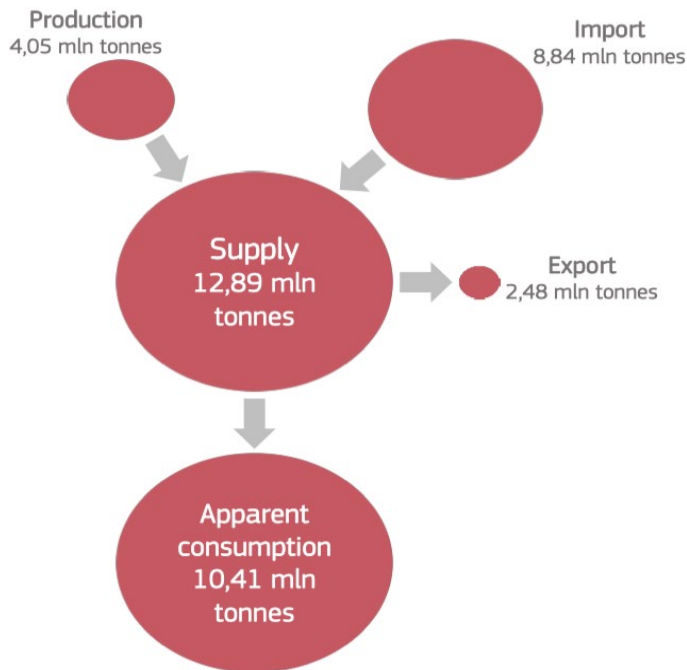 Production
4,05 mln tonnes
Import
8,84 mln tonnes
Supply
12,89 mln
tonnes
Export
2,48 mln tonnes
Apparent
consumption
10,41 mln
tonnes